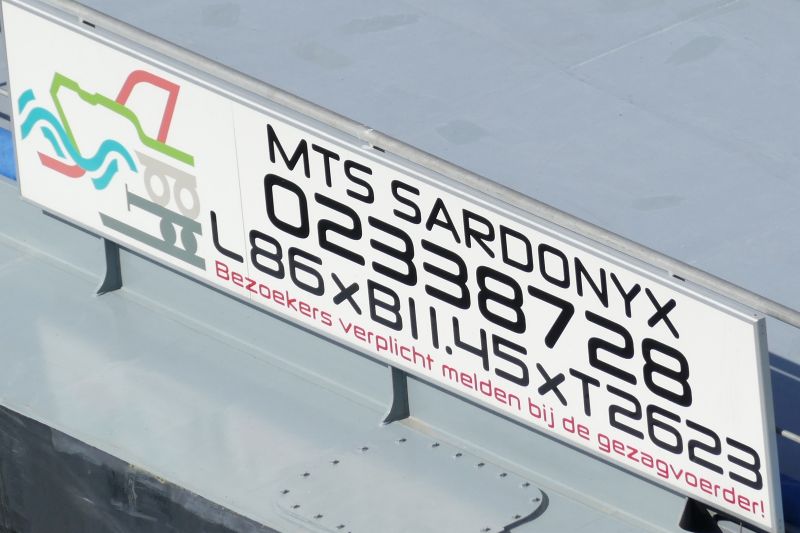 MTS SARDONYX
02338728
L86xB11.45xT2623
Bezoekers verplicht melden bij de gezagvoerder!